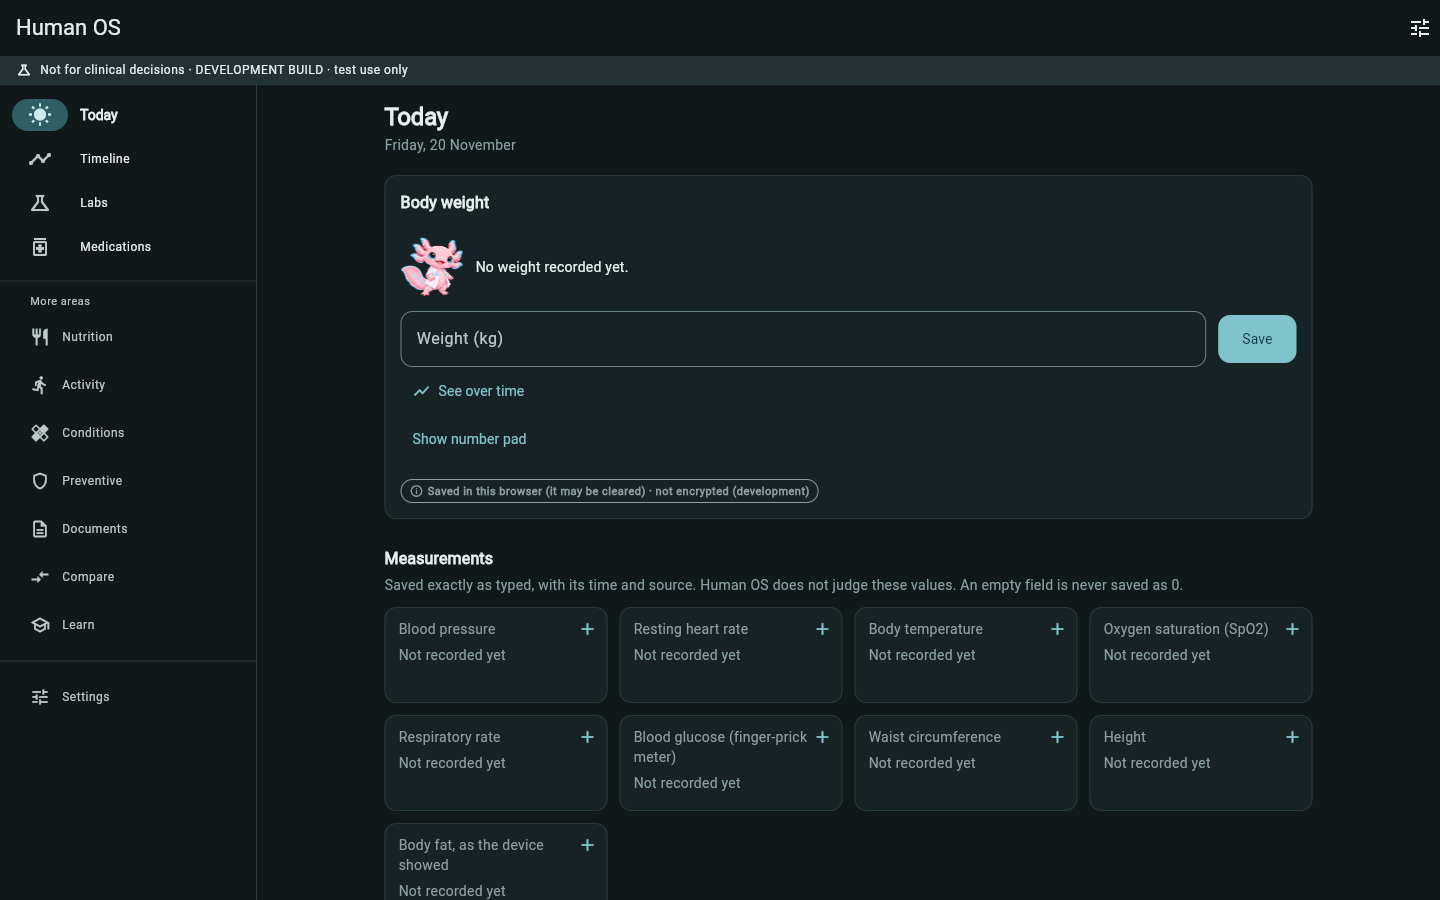 Human OS
Not for clinical decisions · DEVELOPMENT BUILD · test use only
Today
Timeline
Labs
Medications
More areas
Nutrition
Activity
Conditions
Preventive
Documents
Compare
Learn
Settings
Today
Friday, 20 November
Body weight
No weight recorded yet.
Weight (kg)
Save
See over time
Show number pad
Saved in this browser (it may be cleared) · not encrypted (development)
Measurements
Saved exactly as typed, with its time and source. Human OS does not judge these values. An empty field is never saved as 0.
Blood pressure
Not recorded yet
Resting heart rate
Not recorded yet
Body temperature
Not recorded yet
Oxygen saturation (SpO2)
Not recorded yet
Respiratory rate
Not recorded yet
Blood glucose (finger-prick
meter)
Not recorded yet
Waist circumference
Not recorded yet
Height
Not recorded yet
Body fat, as the device
showed
Not recorded yet